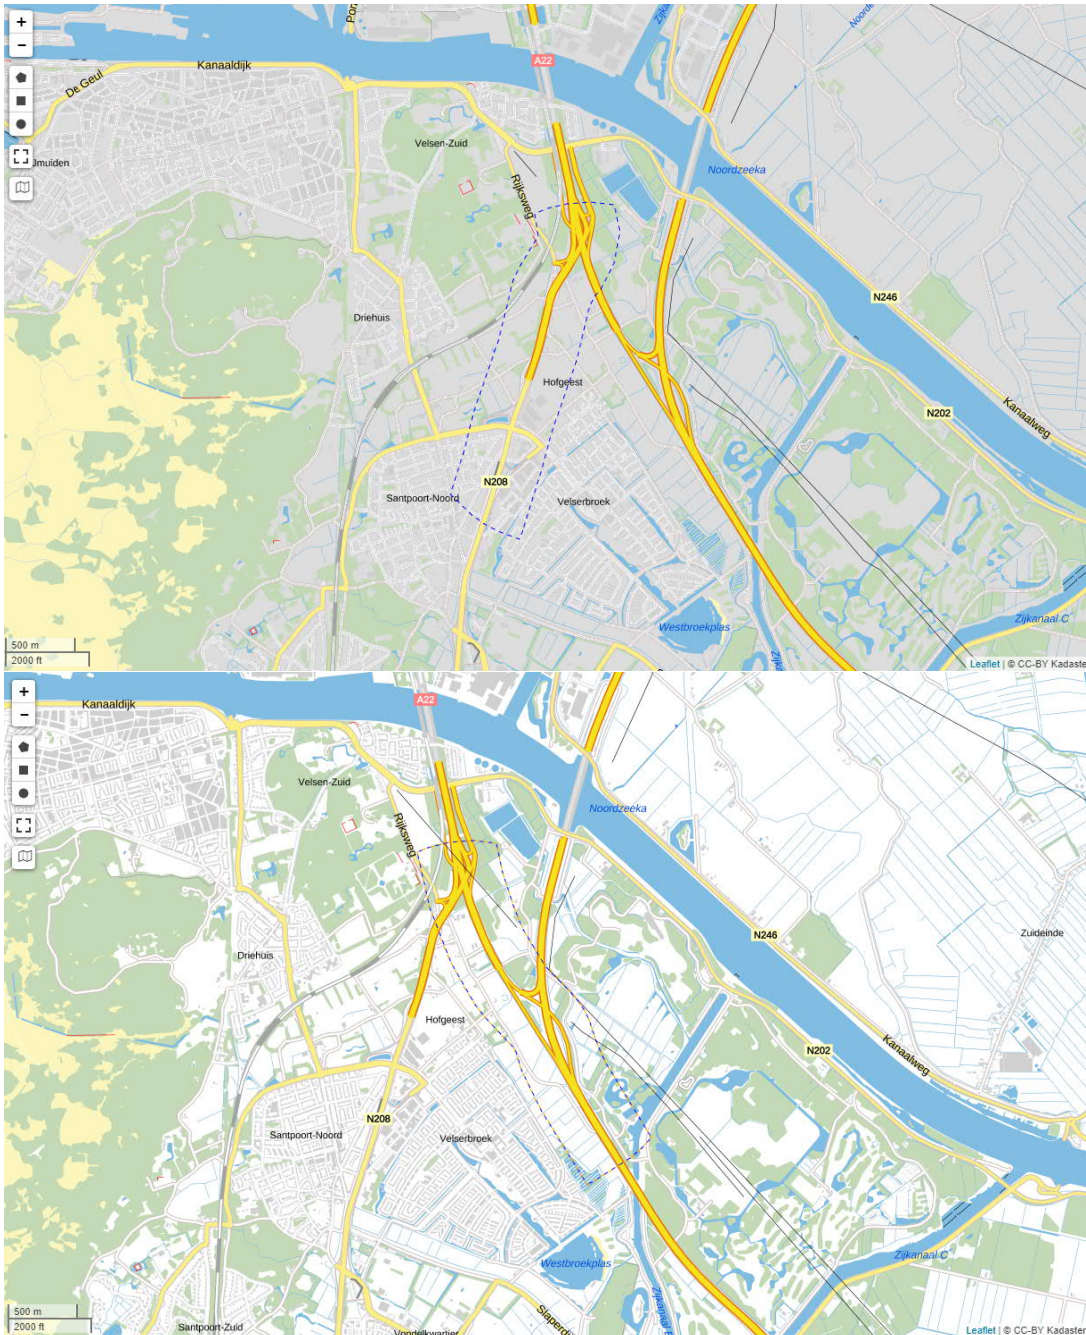 +
A22
−
Kanaaldijk
De Geul
Velsen-Zuid
Noordzeeka
Rijksweg
N246
Driehuis
Hofgeest
Kanaalweg
N202
N208
Santpoort-Noord
Velserbroek
Westbroekplas
Zijkanaal C
500 m
2000 ft
Leaflet | © CC-BY Kadaster
+
A22
−
Kanaaldijk
Velsen-Zuid
Noordzeeka
Rijksweg
N246
Zuideinde
Driehuis
Hofgeest
Kanaalweg
N202
N208
Santpoort-Noord
Velserbroek
Zijkanaal C
Westbroekplas
500 m
2000 ft
Santpoort-Zuid
Leaflet | © CC-BY Kadaster